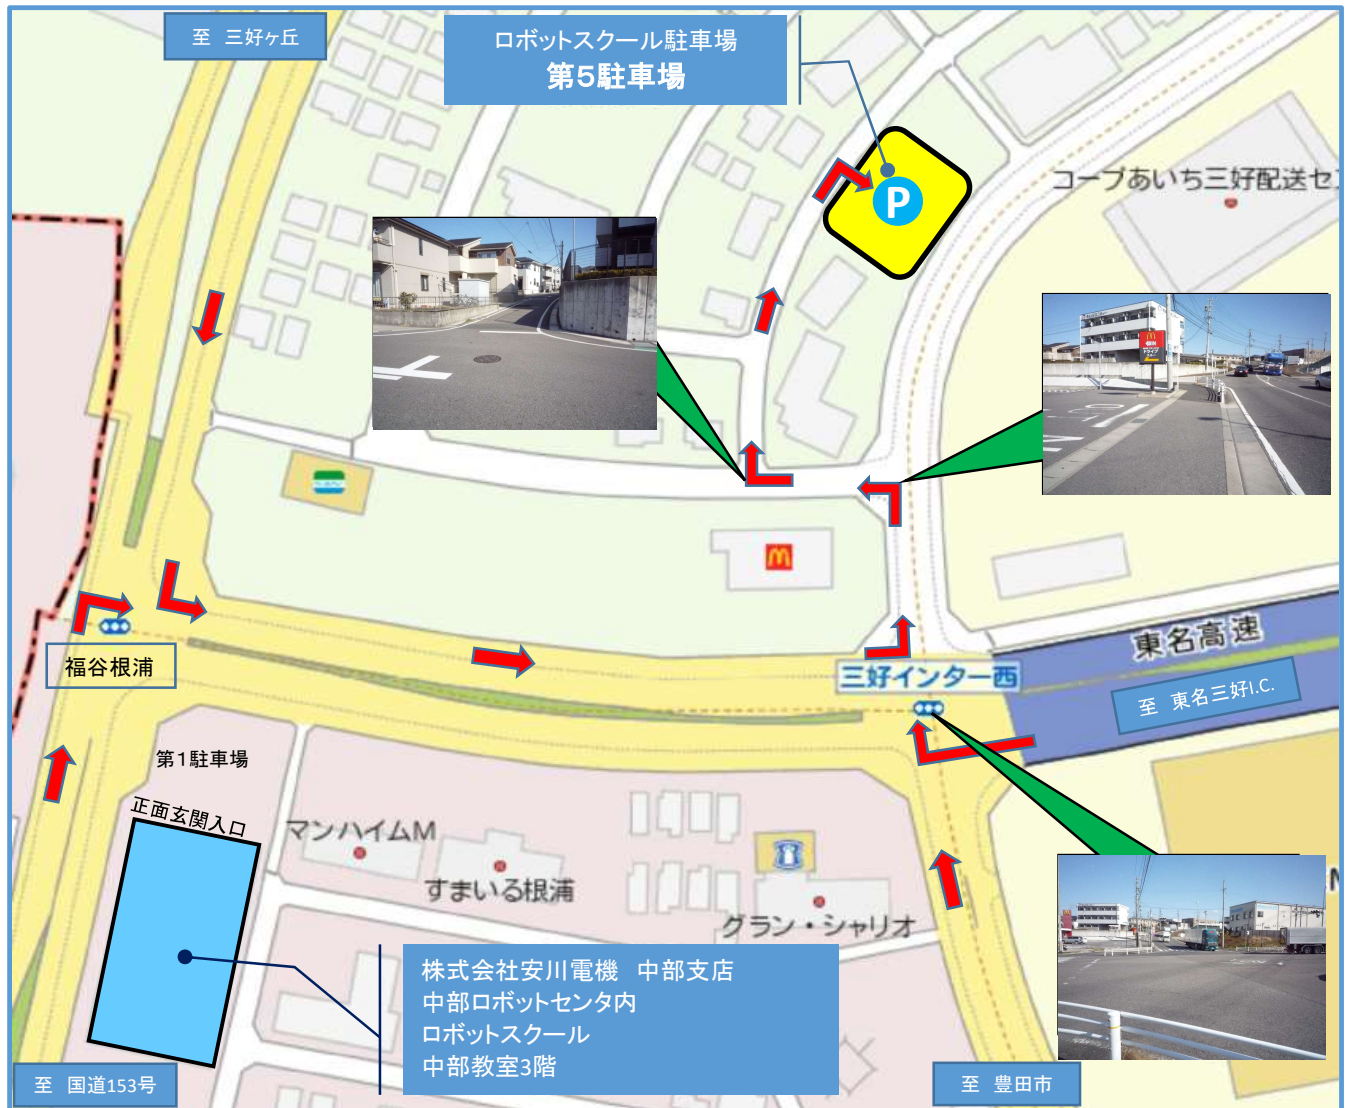 至 三好ヶ丘
ロボットスクール駐車場
第5駐車場
P
コープあいち三好配送セ
福谷根浦
三好インター西
東名高速
至 東名三好I.C.
第1駐車場
正面玄関入口
マンハイムM
すまいる根浦
グラン・シャリオ
株式会社安川電機 中部支店
中部ロボットセンタ内
ロボットスクール
中部教室3階
至 国道153号
至 豊田市